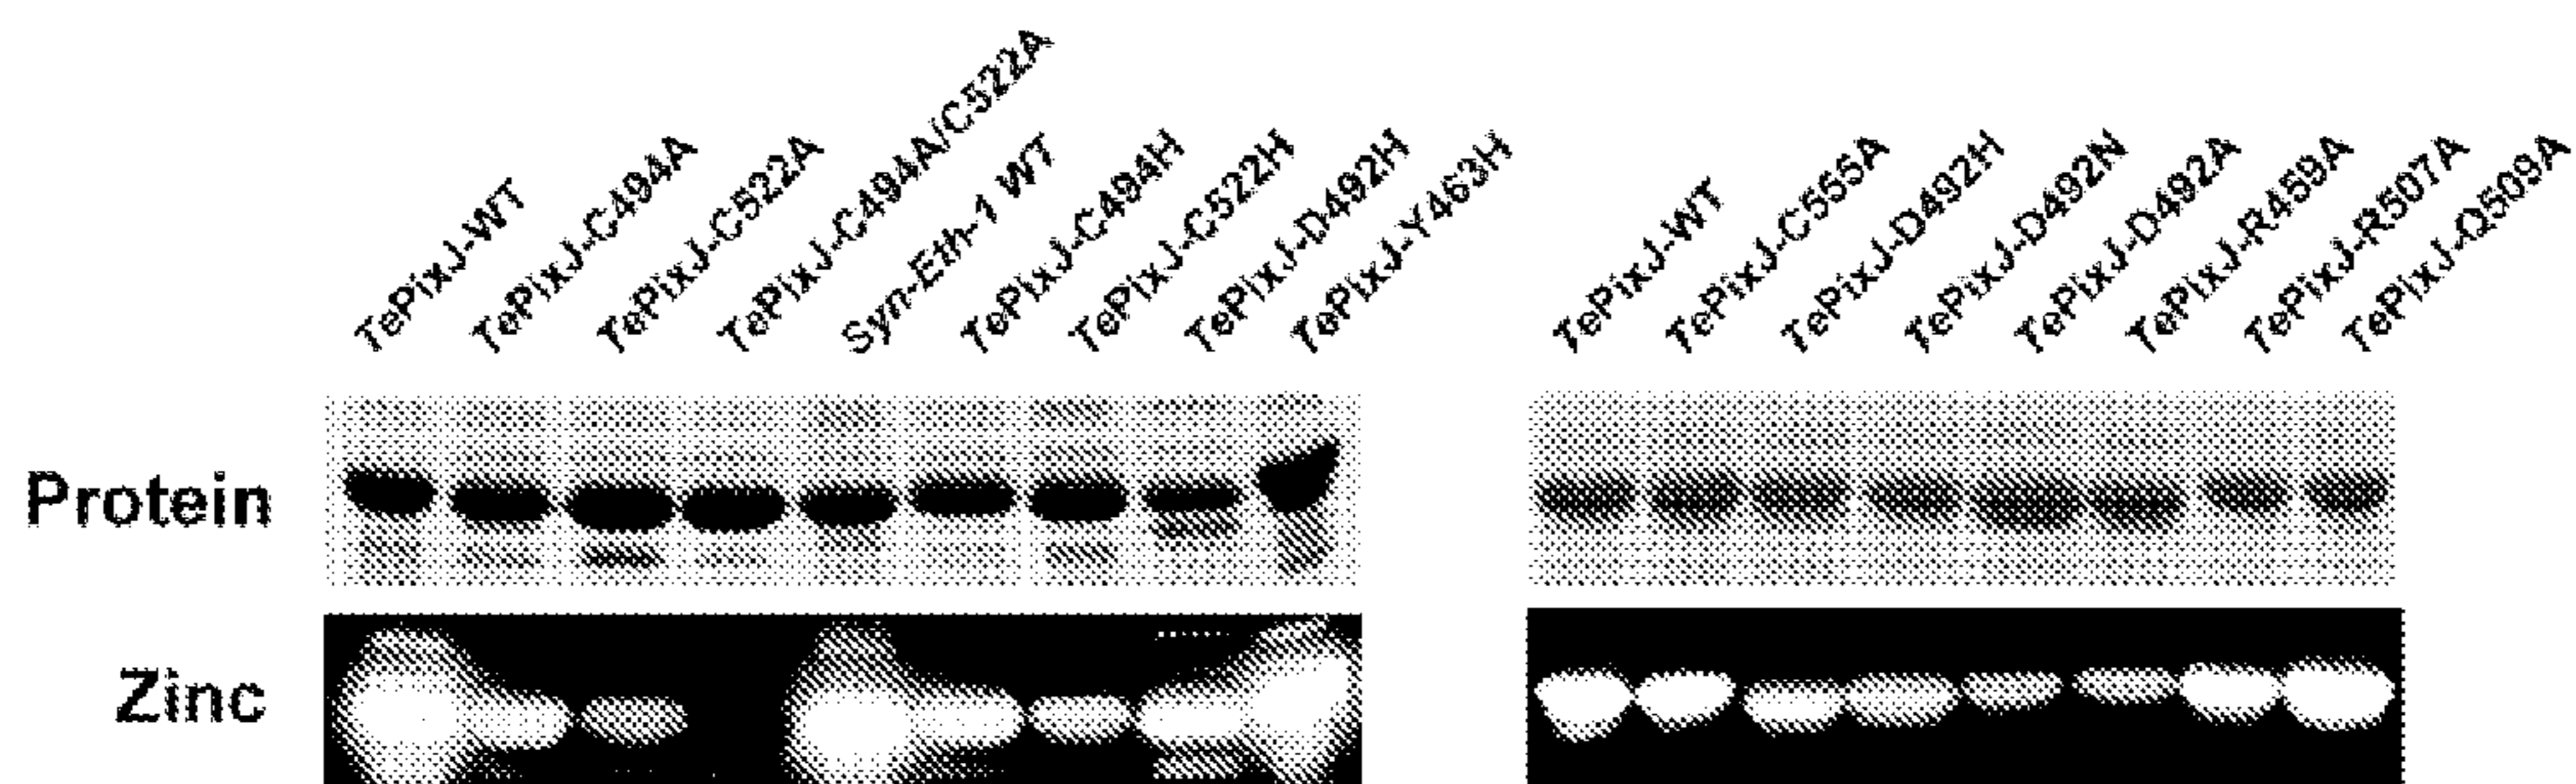 TePixJ-WT
TePixJ-C494A
TePixJ-C522A
TePixJ-C494A/C522A
Syn-Eth-1 WT
TePixJ-C494H
TePixJ-C522H
TePixJ-D492H
TePixJ-Y463H
TePixJ-WT
TePixJ-C555A
TePixJ-D492H
TePixJ-D492N
TePixJ-D492A
TePixJ-R459A
TePixJ-R507A
TePixJ-Q509A
Protein
Zinc